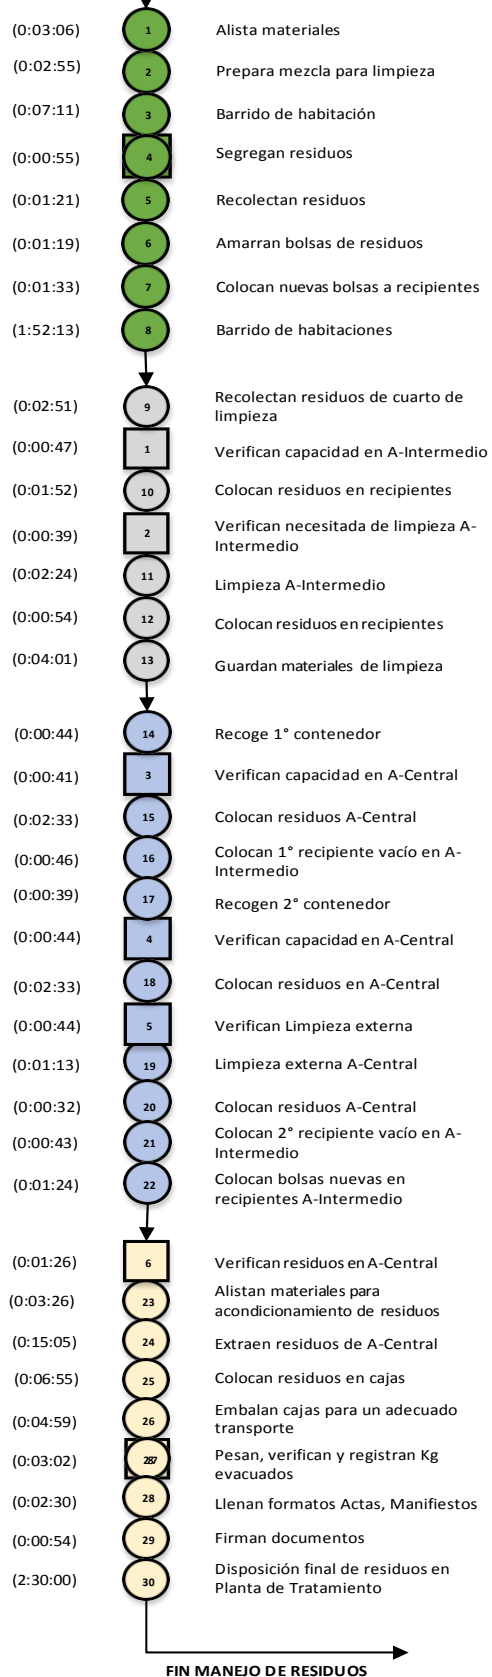 (0:03:06) 1 Alista materiales
(0:02:55) 2 Prepara mezcla para limpieza
(0:07:11) 3 Barrido de habitación
(0:00:55) 4 Segregan residuos
(0:01:21) 5 Recolectan residuos
(0:01:19) 6 Amarran bolsas de residuos
(0:01:33) 7 Colocan nuevas bolsas a recipientes
(1:52:13) 8 Barrido de habitaciones
(0:02:51) 9 Recolectan residuos de cuarto de
limpieza
(0:00:47) 1 Verifican capacidad en A-Intermedio
(0:01:52) 10 Colocan residuos en recipientes
(0:00:39) 2 Verifican necesitada de limpieza A-
Intermedio
(0:02:24) 11 Limpieza A-Intermedio
(0:00:54) 12 Colocan residuos en recipientes
(0:04:01) 13 Guardan materiales de limpieza
(0:00:44) 14 Recoge 1° contenedor
(0:00:41) 3 Verifican capacidad en A-Central
(0:02:33) 15 Colocan residuos A-Central
(0:00:46) 16 Colocan 1° recipiente vacío en A-
Intermedio
(0:00:39) 17 Recogen 2° contenedor
(0:00:44) 4 Verifican capacidad en A-Central
(0:02:33) 18 Colocan residuos en A-Central
(0:00:44) 5 Verifican Limpieza externa
(0:01:13) 19 Limpieza externa A-Central
(0:00:32) 20 Colocan residuos A-Central
(0:00:43) 21 Colocan 2° recipiente vacío en A-
Intermedio
(0:01:24) 22 Colocan bolsas nuevas en
recipientes A-Intermedio
(0:01:26) 6 Verifican residuos en A-Central
(0:03:26) 23 Alistan materiales para
acondicionamiento de residuos
(0:15:05) 24 Extraen residuos de A-Central
(0:06:55) 25 Colocan residuos en cajas
(0:04:59) 26 Embalan cajas para un adecuado
transporte
(0:03:02) Pesan, verifican y registran Kg
evacuados
(0:02:30) 28 Llenan formatos Actas, Manifiestos
(0:00:54) 29 Firman documentos
(2:30:00) 30 Disposición final de residuos en
Planta de Tratamiento
FIN MANEJO DE RESIDUOS